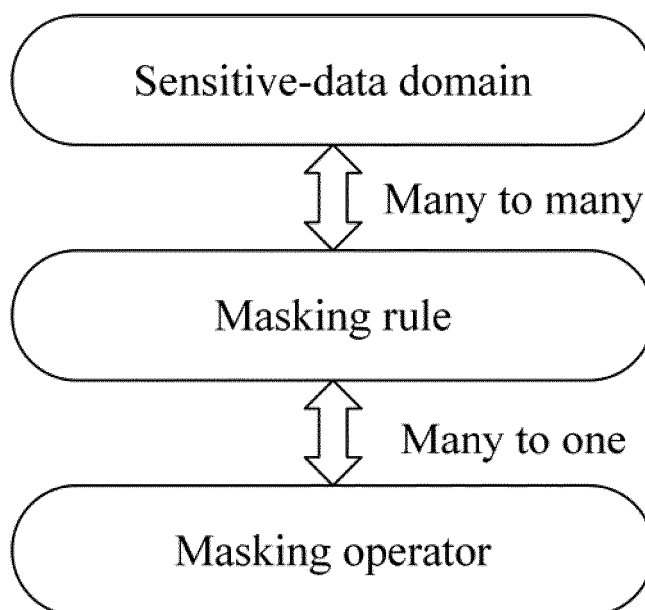 Sensitive-data domain
Many to many
Masking rule
Many to one
Masking operator